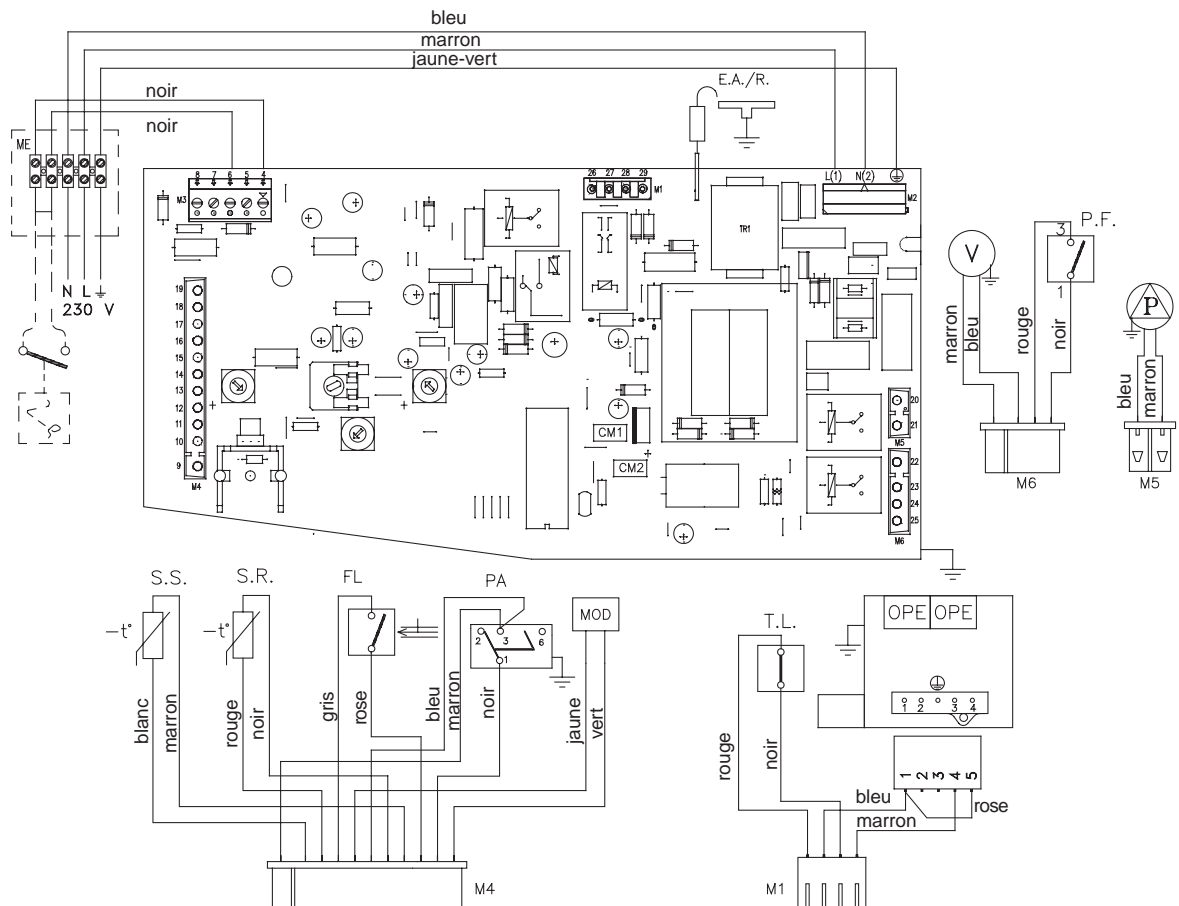 bleu
marron
jaune-vert
noir
noir
E.A./R.
ME
8 7 6 5 4
M3
26 27 28 29
M1
L(1) N(2)
M2
TR1
N L
230 V
19
18
17
16
15
14
13
12
11
10
9
M4
CM1
CM2
20
21
M5
22
23
24
25
M6
V
P.F.
3
1
marron
bleu
rouge
noir
M6
P
bleu
marron
M5
S.S.
-t°
blanc
marron
S.R.
-t°
rouge
noir
FL
gris
rose
PA
2 3 6
1
bleu
marron
noir
MOD
jaune
vert
M4
T.L.
rouge
noir
OPE OPE
1 2 3 4
1 2 3 4 5
bleu
marron
rose
M1